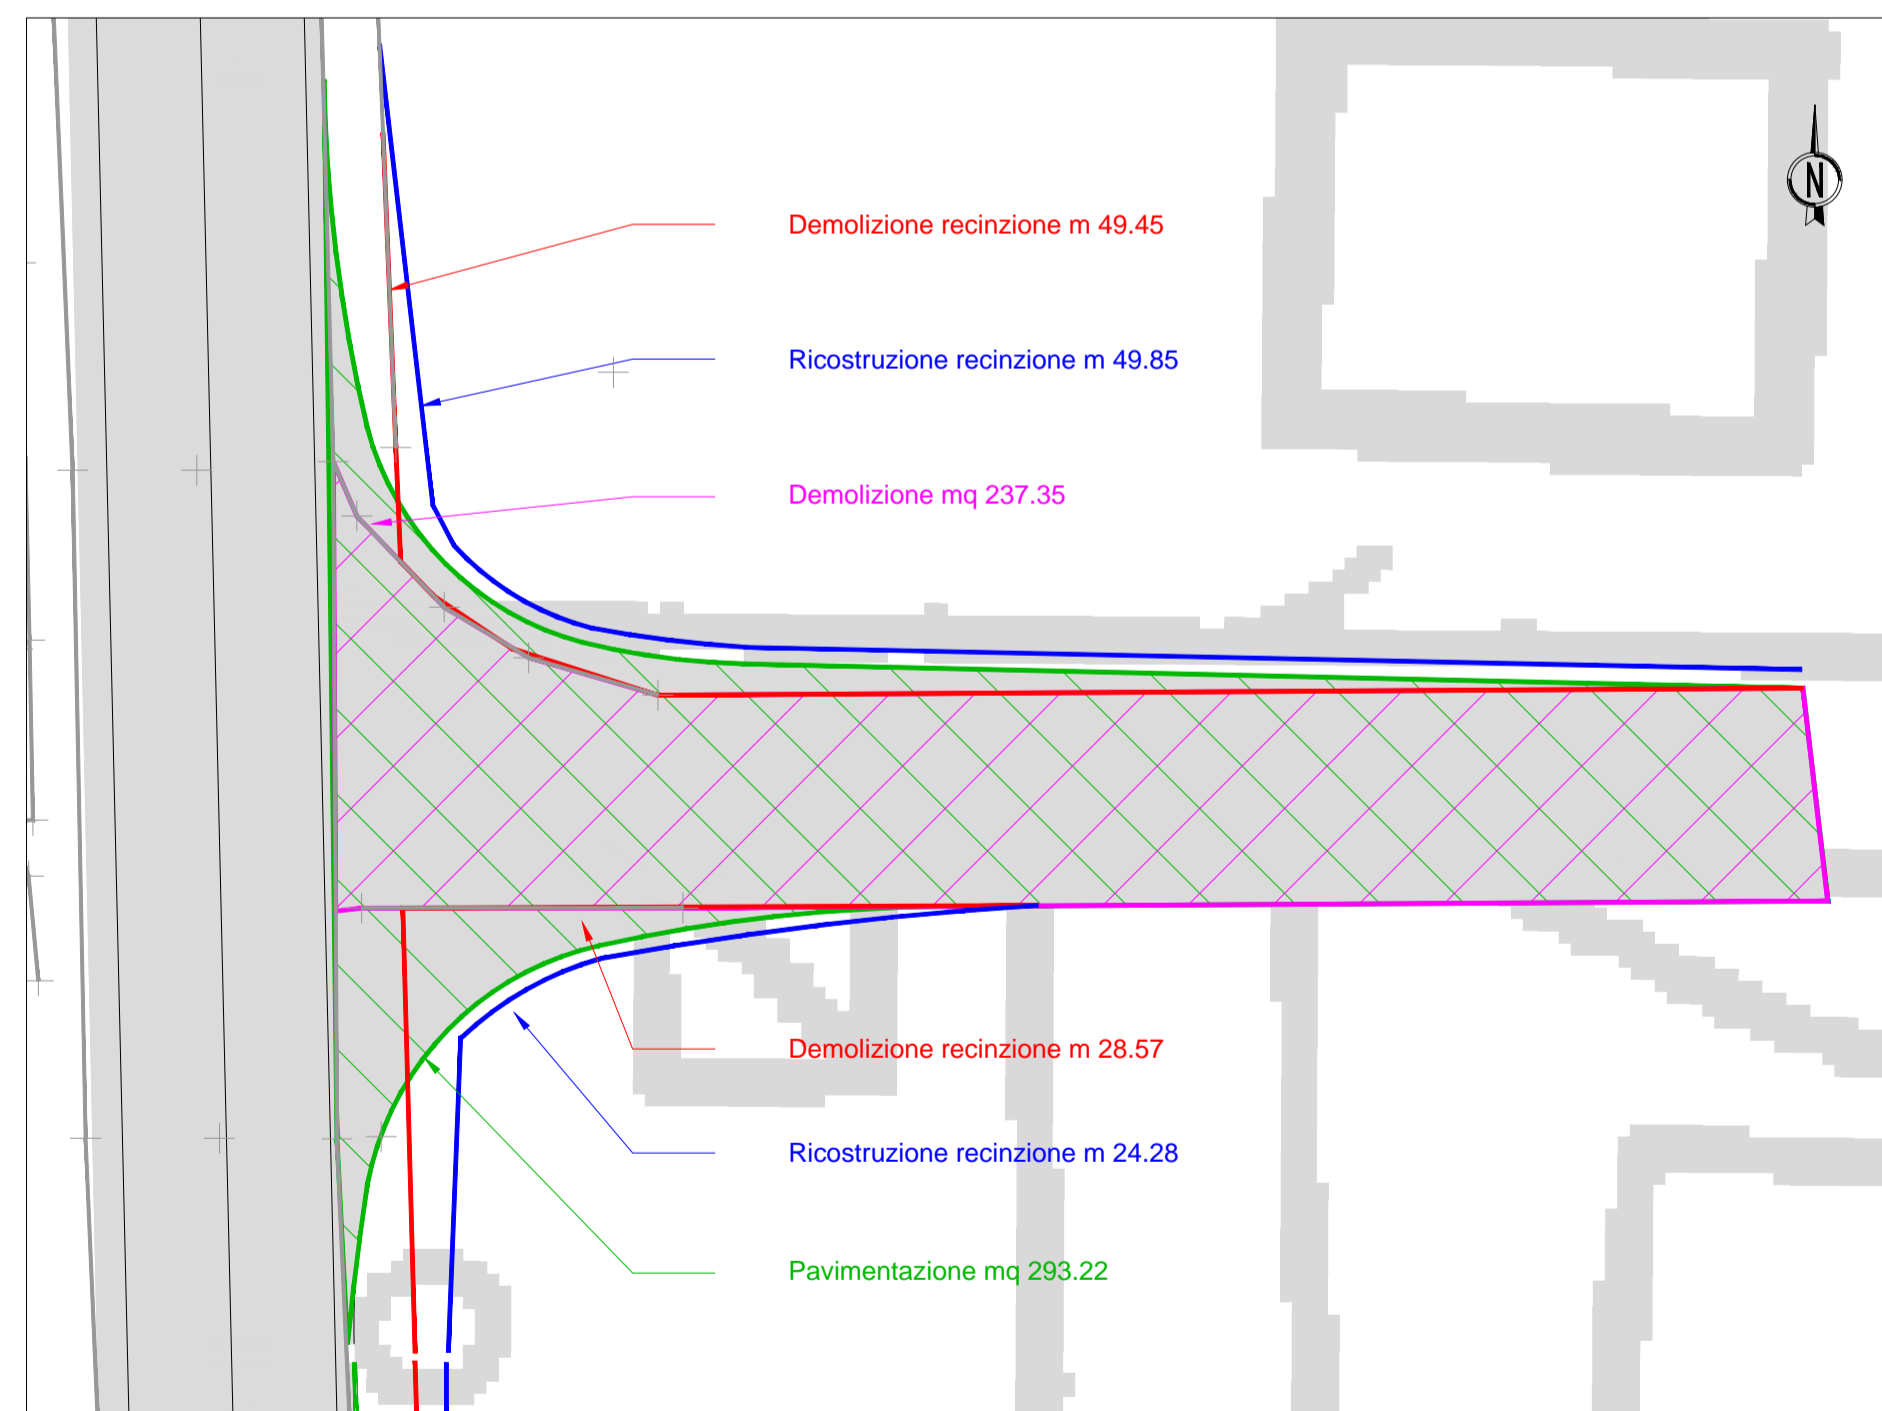 N
Demolizione recinzione m 49.45
Ricostruzione recinzione m 49.85
Demolizione mq 237.35
Demolizione recinzione m 28.57
Ricostruzione recinzione m 24.28
Pavimentazione mq 293.22